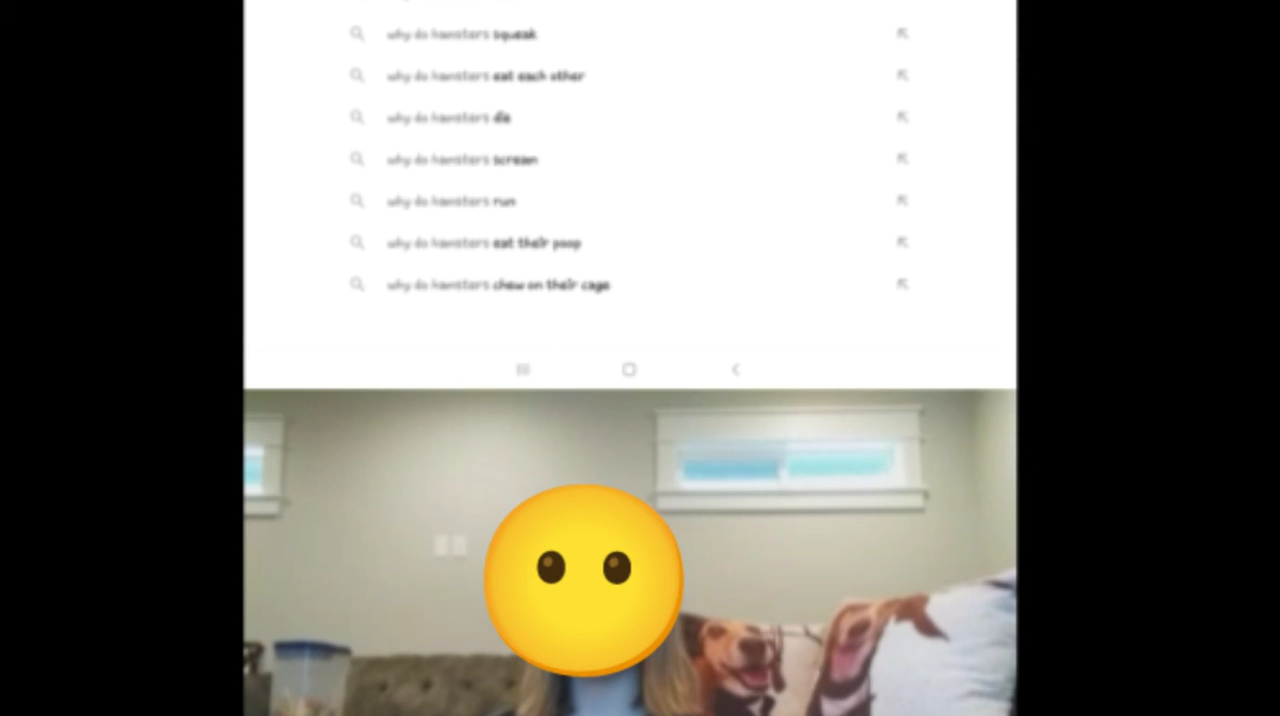 why do hamsters squeak
why do hamsters eat each other
why do hamsters die
why do hamsters scream
why do hamsters run
why do hamsters eat their poop
why do hamsters chew on their cage